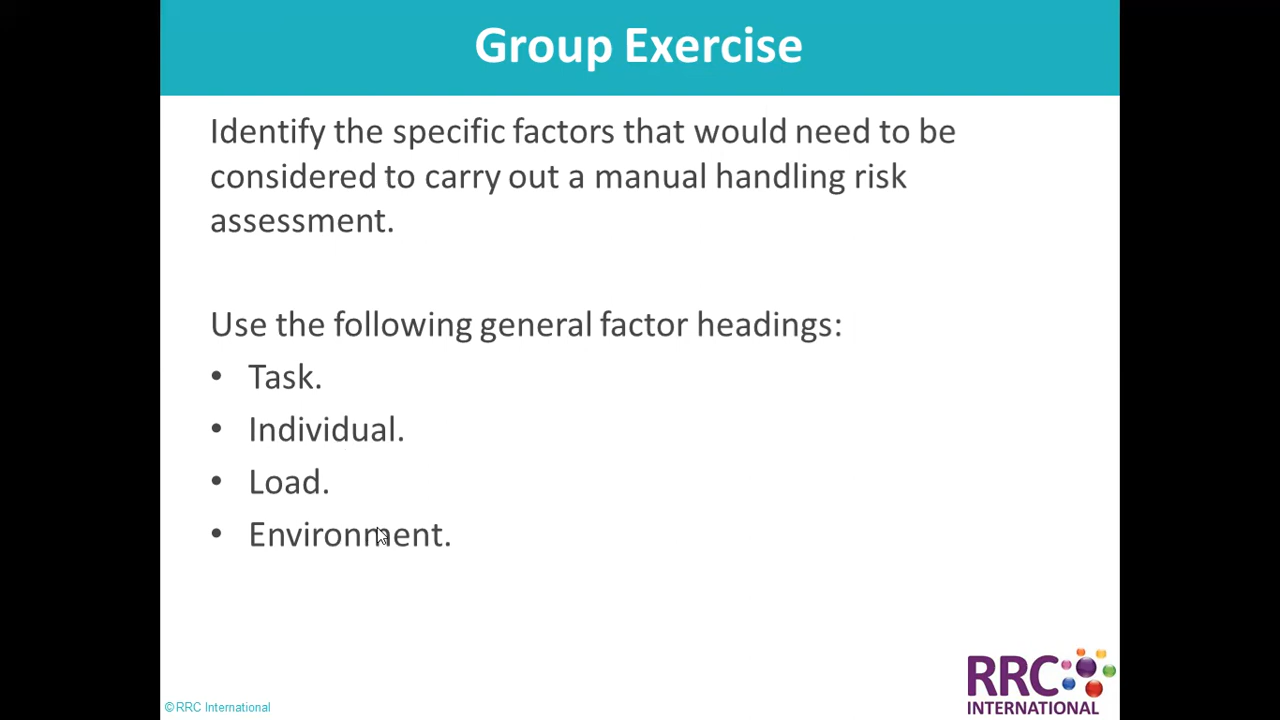 Group Exercise
Identify the specific factors that would need to be
considered to carry out a manual handling risk
assessment.
Use the following general factor headings:
• Task.
• Individual.
• Load.
• Environment.
©RRC International
RRC
INTERNATIONAL